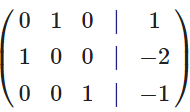 0 1 0 | 1
1 0 0 | −2
0 0 1 | −1